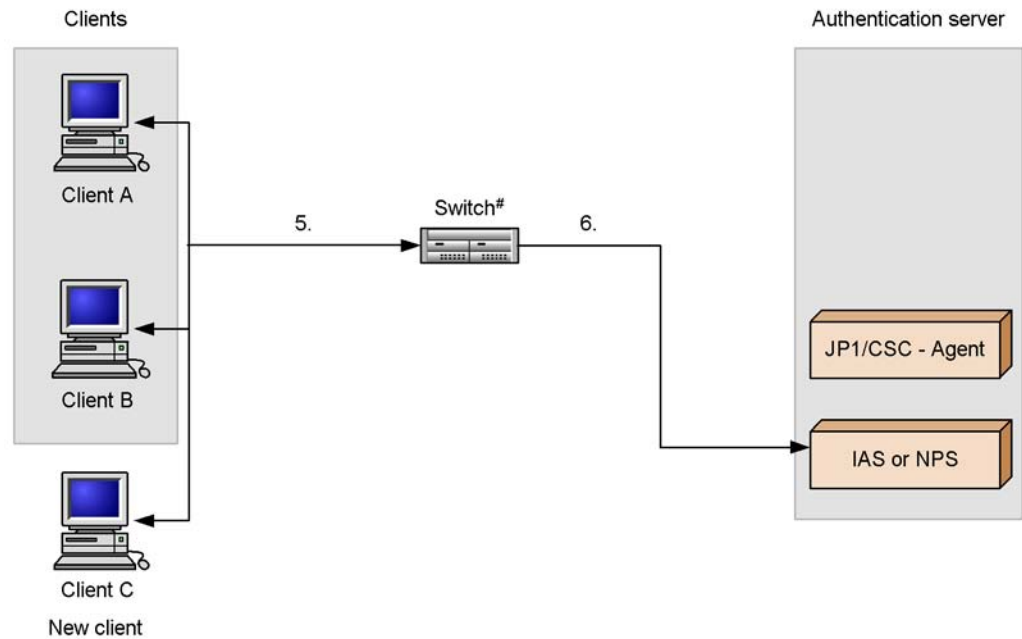 Clients
Authentication server
Client A
Switch#
5.
6.
Client B
JP1/CSC - Agent
IAS or NPS
Client C
New client